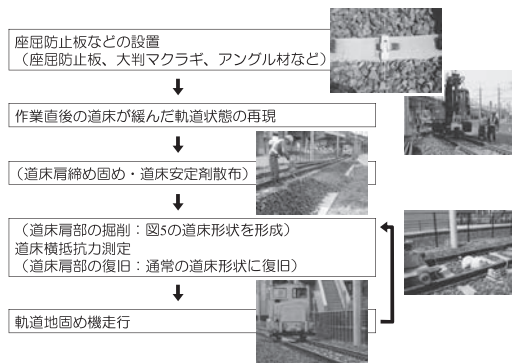 座屈防止板などの設置
（座屈防止板、大判マクラギ、アングル材など）
作業直後の道床が緩んだ軌道状態の再現
（道床肩締め固め・道床安定剤散布）
（道床肩部の掘削：図5の道床形状を形成）
道床横抵抗力測定
（道床肩部の復旧：通常の道床形状に復旧）
軌道地固め機走行